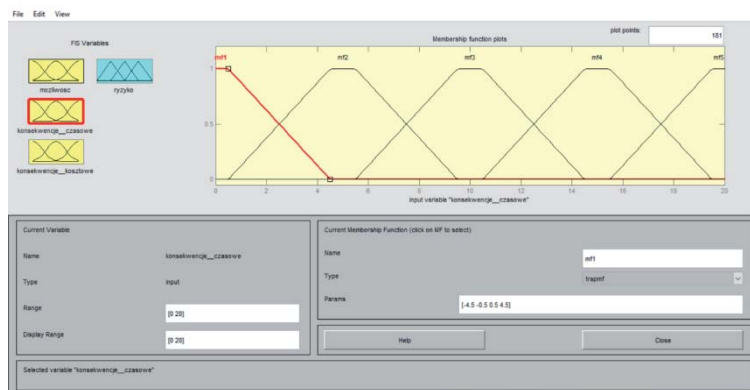 File Edit View
FIS Variables
mozliwosc
ryzyko
konsekwencje__czasowe
konsekwencje__kosztowe
Membership function plots
plot points:
181
mf1
mf2
mf3
mf4
mf5
1
0.5
0
0
2
4
6
8
10
12
14
16
18
20
input variable "konsekwencje__czasowe"
Current Variable
Name
konsekwencje__czasowe
Type
input
Range
[0 20]
Display Range
[0 20]
Current Membership Function (click on MF to select)
Name
mf1
Type
trapmf
Params
[-4.5 -0.5 0.5 4.5]
Help
Close
Selected variable "konsekwencje__czasowe"